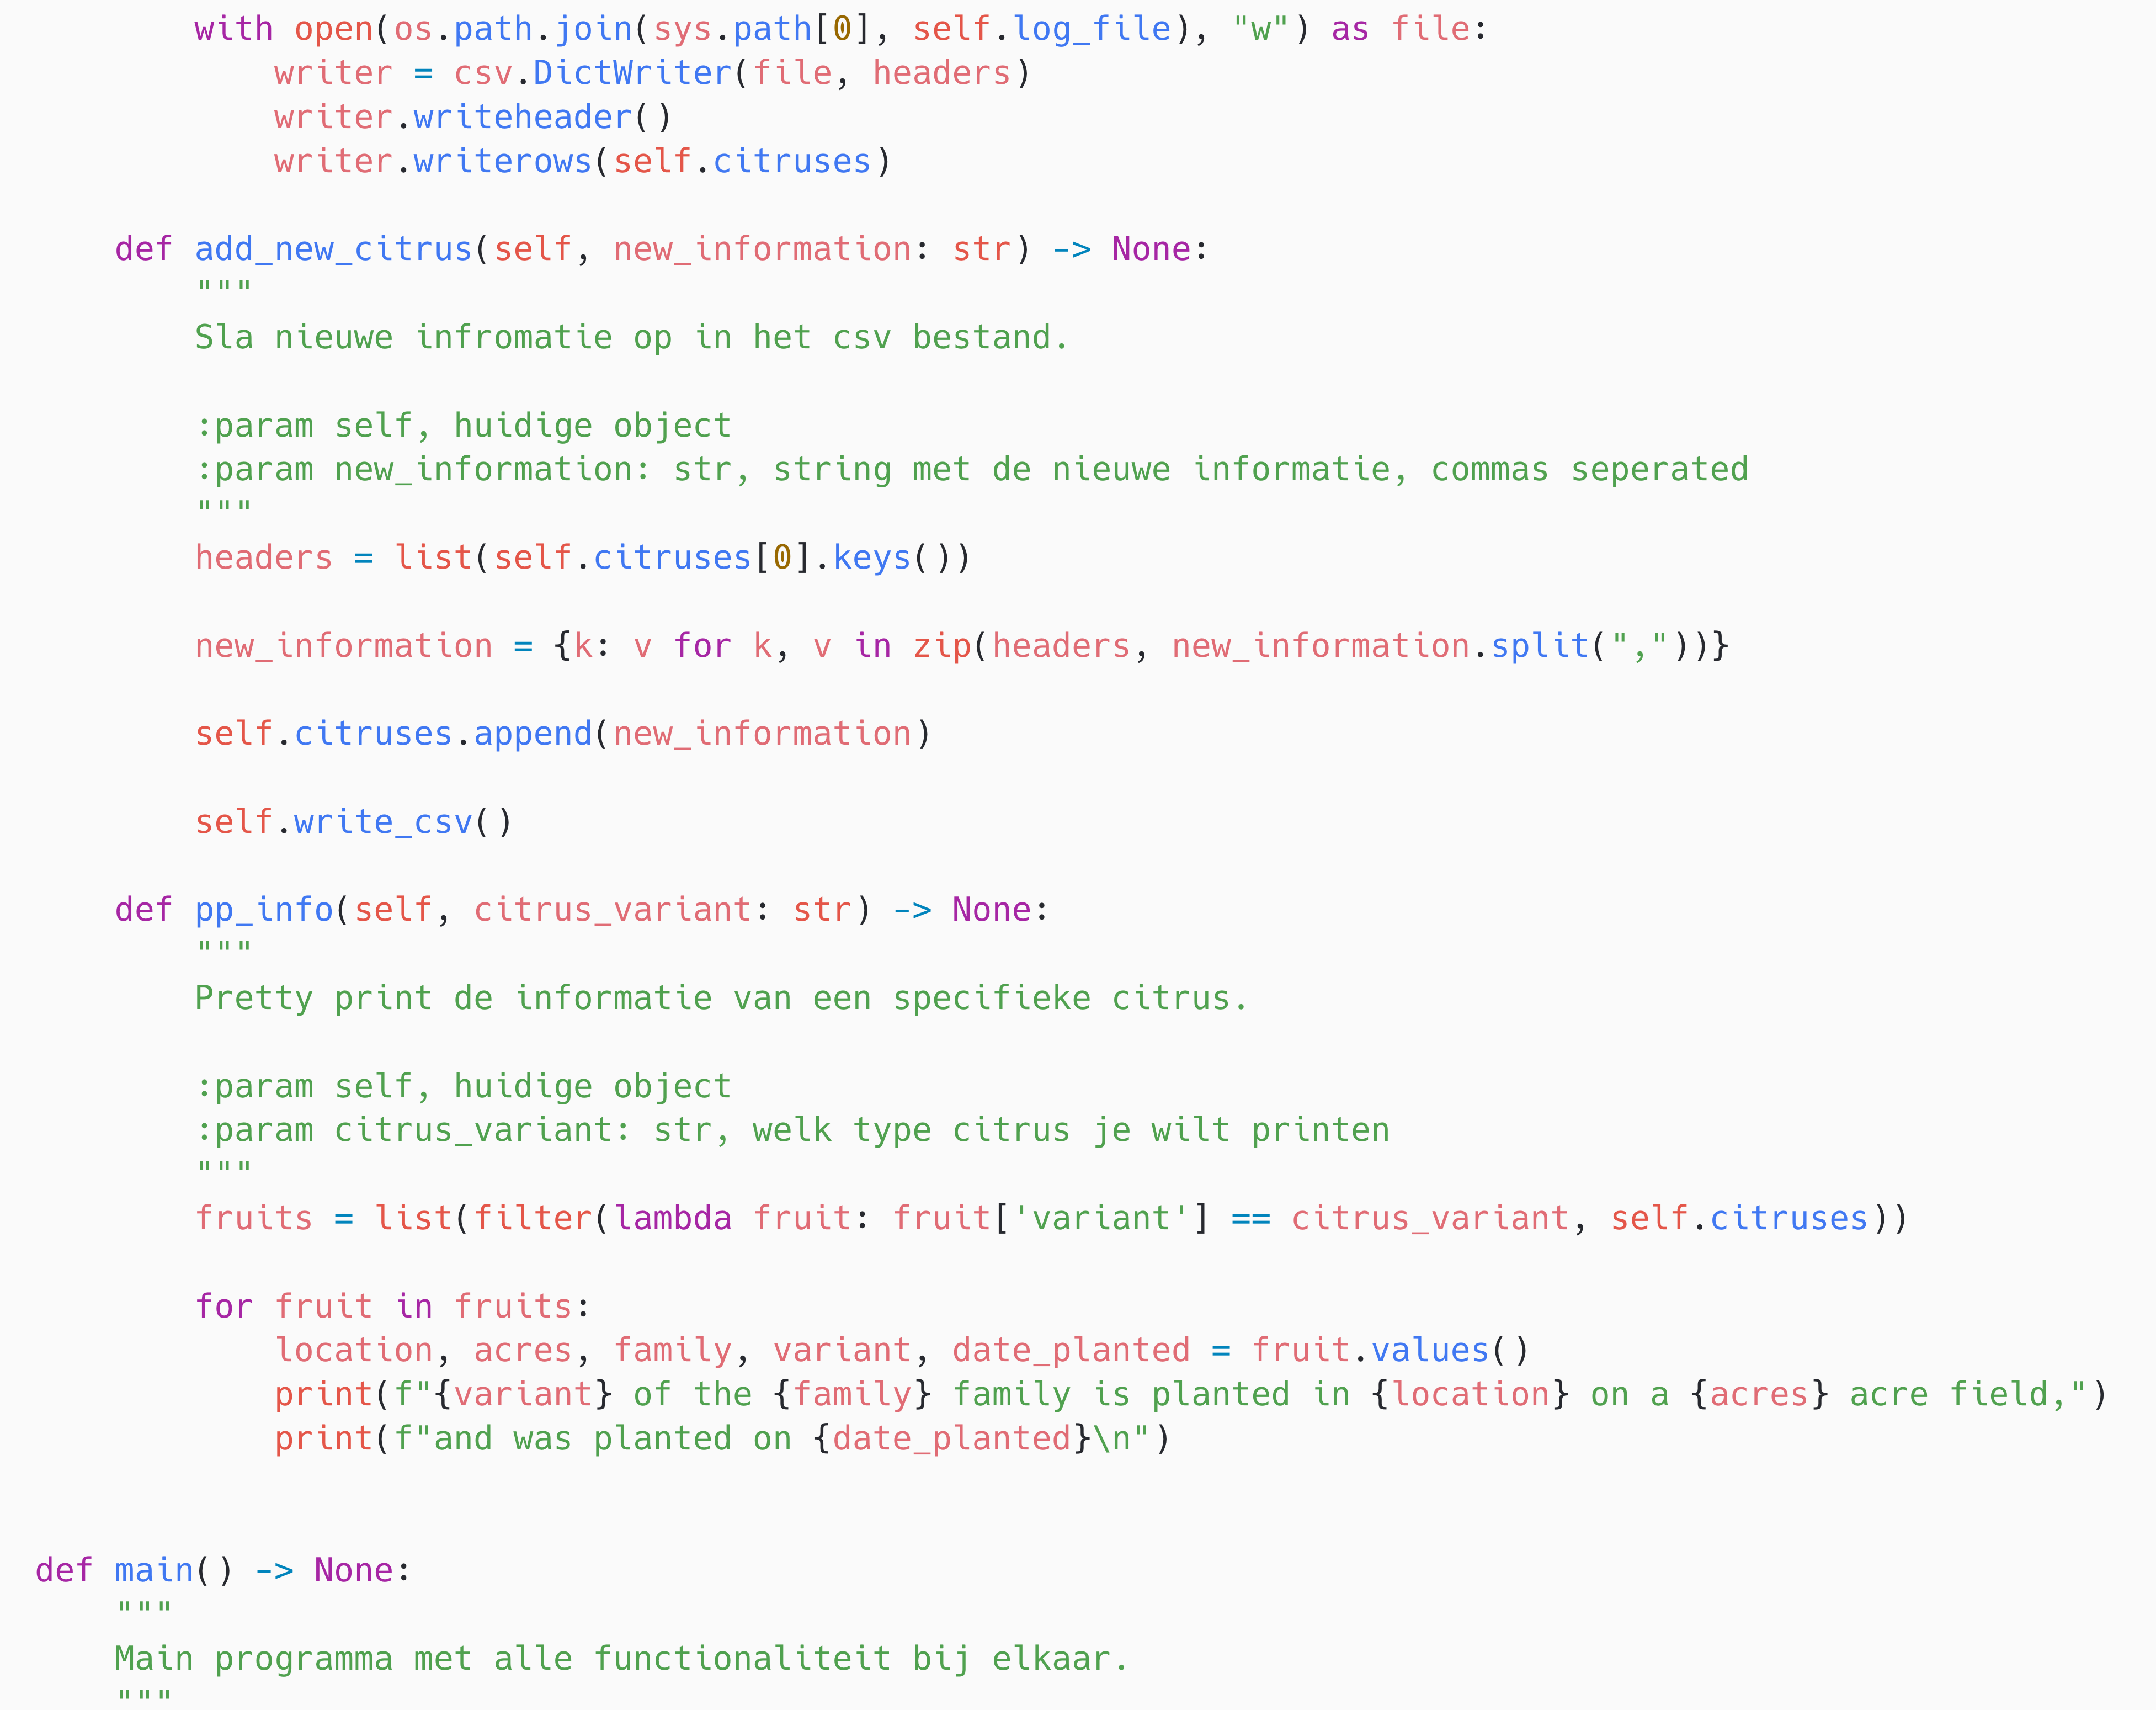 with open(os.path.join(sys.path[0], self.log_file), "w") as file:
writer = csv.DictWriter(file, headers)
writer.writeheader()
writer.writerows(self.citruses)
def add_new_citrus(self, new_information: str) -> None:
"""
Sla nieuwe infromatie op in het csv bestand.
:param self, huidige object
:param new_information: str, string met de nieuwe informatie, commas seperated
"""
headers = list(self.citruses[0].keys())
new_information = {k: v for k, v in zip(headers, new_information.split(","))}
self.citruses.append(new_information)
self.write_csv()
def pp_info(self, citrus_variant: str) -> None:
"""
Pretty print de informatie van een specifieke citrus.
:param self, huidige object
:param citrus_variant: str, welk type citrus je wilt printen
"""
fruits = list(filter(lambda fruit: fruit['variant'] == citrus_variant, self.citruses))
for fruit in fruits:
location, acres, family, variant, date_planted = fruit.values()
print(f"{variant} of the {family} family is planted in {location} on a {acres} acre field,")
print(f"and was planted on {date_planted}\n")
def main() -> None:
"""
Main programma met alle functionaliteit bij elkaar.
"""